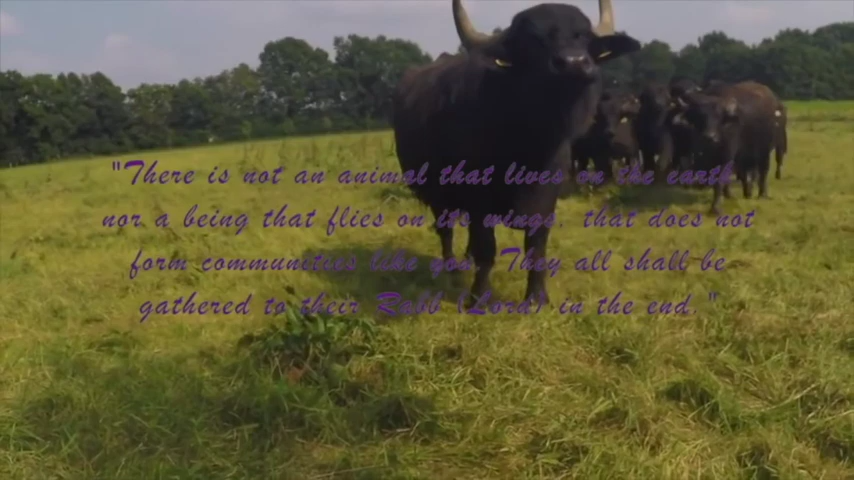 "There is not an animal that lives on the earth
nor a being that flies on its wings. that does not
form communities like you. They all shall be
gathered to their Rabb (Lord) in the end."